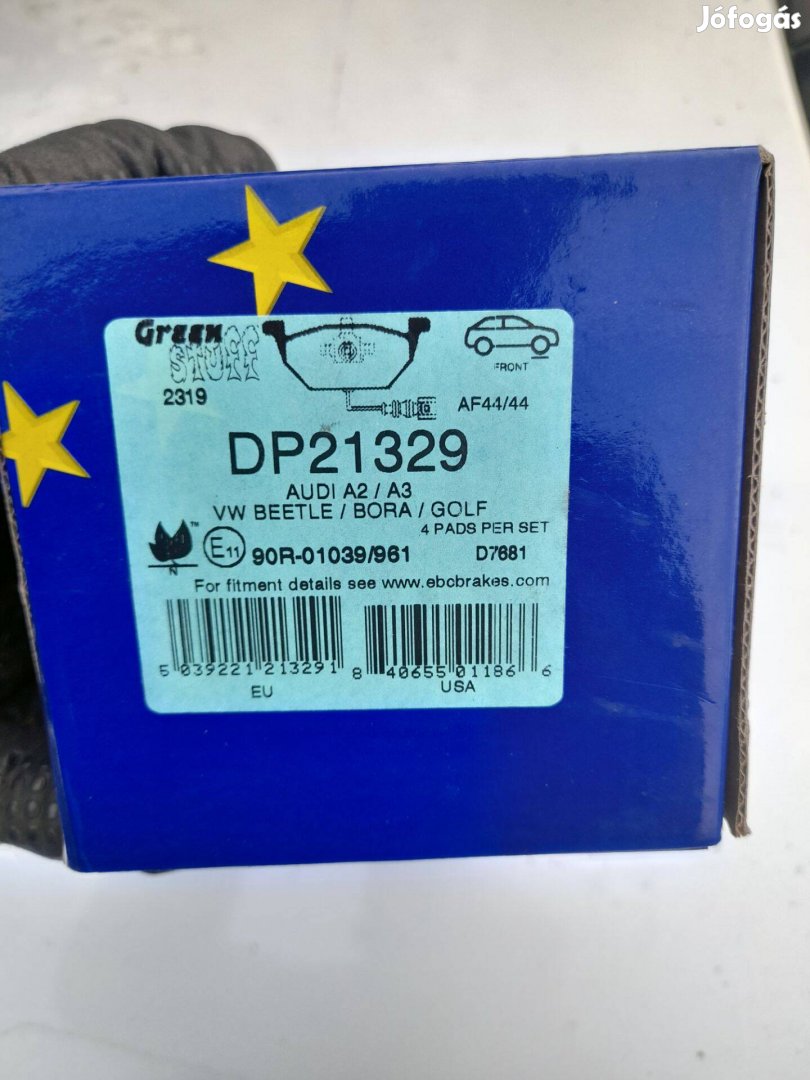 Jófogás
Green
STUFF
2319
FRONT
AF44/44
DP21329
AUDI A2 / A3
VW BEETLE / BORA / GOLF
4 PADS PER SET
N
TM
E11
90R-01039/961
D7681
For fitment details see www.ebcbrakes.com
5 039221 213291
8 40655 01186 6
EU
USA